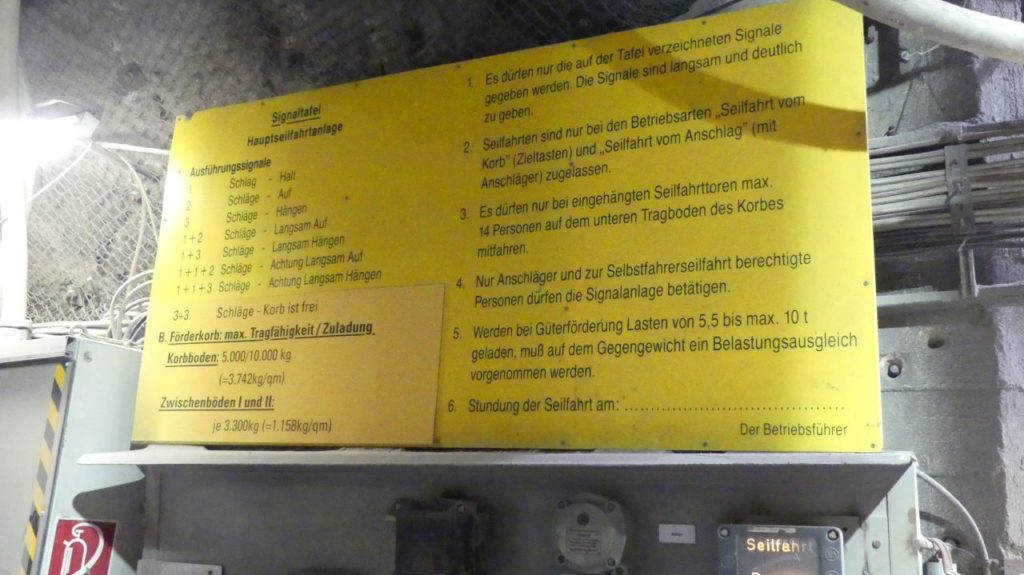 Signaltafel
Hauptseilfahrtanlage
Ausführungssignale
1 Schlag - Halt
2 Schläge - Auf
3 Schläge - Hängen
1+2 Schläge - Langsam Auf
1+3 Schläge - Langsam Hängen
1+1+2 Schläge - Achtung Langsam Auf
1+1+3 Schläge - Achtung Langsam Hängen
3+3 Schläge - Korb ist frei
B. Förderkorb: max. Tragfähigkeit / Zuladung
Korbboden: 5.000/10.000 kg
(=3.742kg/qm)
Zwischenböden I und II:
je 3.300kg (=1.158kg/qm)
1. Es dürfen nur die auf der Tafel verzeichneten Signale
gegeben werden. Die Signale sind langsam und deutlich
zu geben.
2. Seilfahrten sind nur bei den Betriebsarten „Seilfahrt vom
Korb" (Zieltasten) und „Seilfahrt vom Anschlag" (mit
Anschläger) zugelassen.
3. Es dürfen nur bei eingehängten Seilfahrttoren max.
14 Personen auf dem unteren Tragboden des Korbes
mitfahren.
4. Nur Anschläger und zur Selbstfahrerseilfahrt berechtigte
Personen dürfen die Signalanlage betätigen.
5. Werden bei Güterförderung Lasten von 5,5 bis max. 10 t
geladen, muß auf dem Gegengewicht ein Belastungsausgleich
vorgenommen werden.
6. Stundung der Seilfahrt am: ........................................
Der Betriebsführer
Seilfahrt